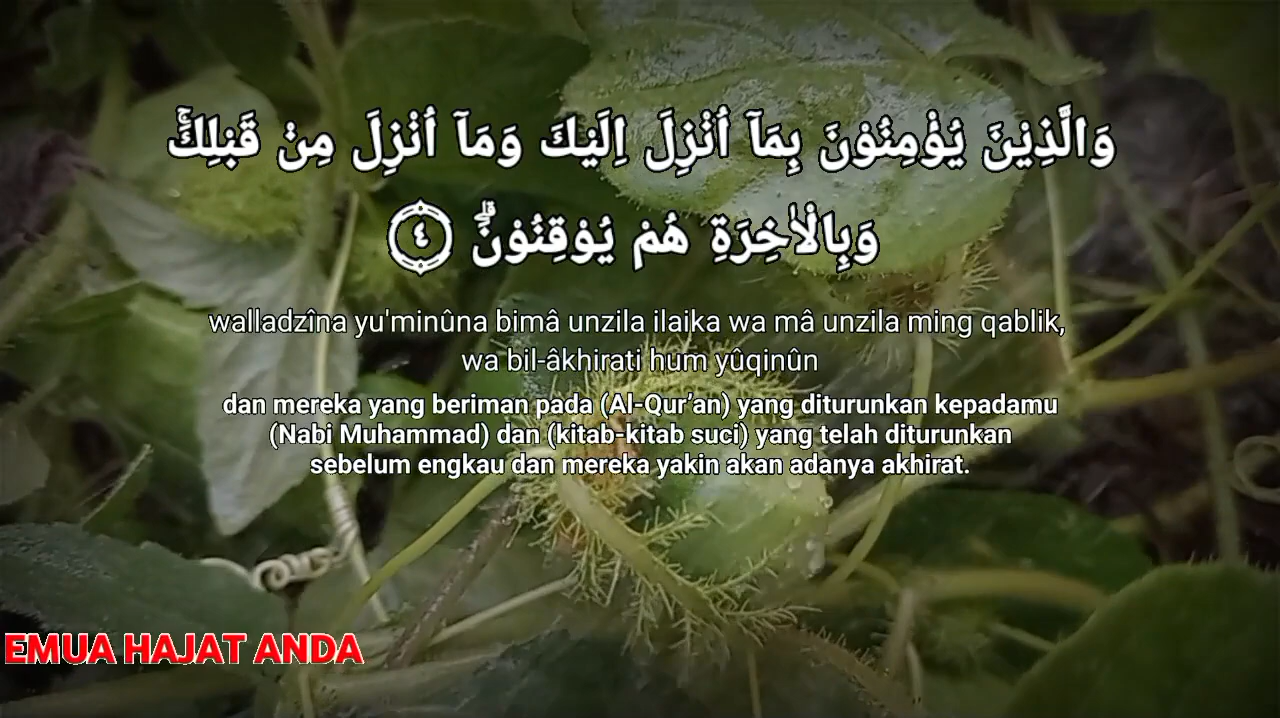 وَالَّذِيْنَ يُؤْمِنُوْنَ بِمَآ اُنْزِلَ اِلَيْكَ وَمَآ اُنْزِلَ مِنْ قَبْلِكَۚ
وَبِالْاٰخِرَةِ هُمْ يُوْقِنُوْنَۗ ٤
walladzîna yu'minûna bimâ unzila ilaika wa mâ unzila ming qablik,
wa bil-âkhirati hum yûqinûn
dan mereka yang beriman pada (Al-Qur’an) yang diturunkan kepadamu
(Nabi Muhammad) dan (kitab-kitab suci) yang telah diturunkan
sebelum engkau dan mereka yakin akan adanya akhirat.
EMUA HAJAT ANDA